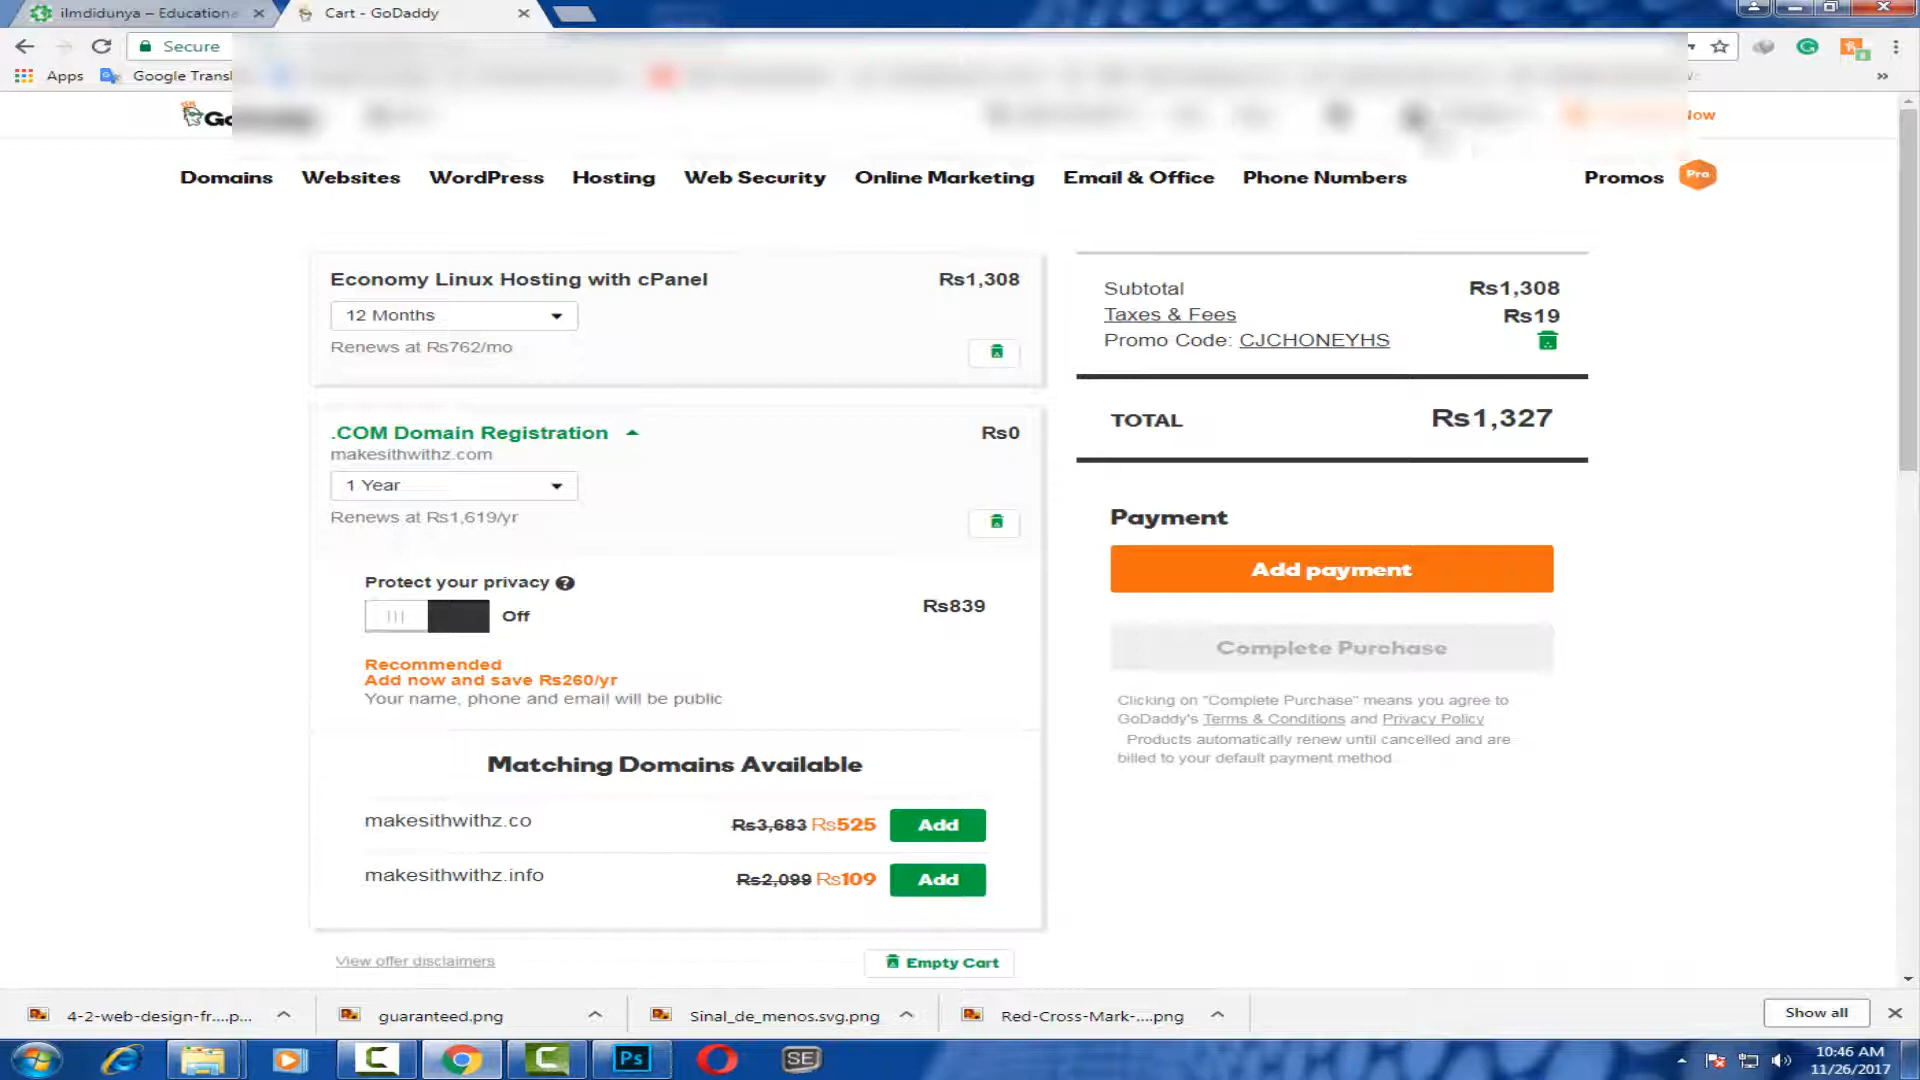 ilmdidunya – Educationa
Cart - GoDaddy
Secure
Apps
Google Transl
Go
Now
Domains
Websites
WordPress
Hosting
Web Security
Online Marketing
Email & Office
Phone Numbers
Promos
Pro
Economy Linux Hosting with cPanel
Rs1,308
12 Months
Renews at Rs762/mo
.COM Domain Registration
Rs0
makesithwithz.com
1 Year
Renews at Rs1,619/yr
Protect your privacy ?
Off
Rs839
Recommended
Add now and save Rs260/yr
Your name, phone and email will be public
Matching Domains Available
makesithwithz.co
Rs3,683 Rs525
Add
makesithwithz.info
Rs2,099 Rs109
Add
View offer disclaimers
Empty Cart
Subtotal
Rs1,308
Taxes & Fees
Rs19
Promo Code: CJCHONEYHS
TOTAL
Rs1,327
Payment
Add payment
Complete Purchase
Clicking on "Complete Purchase" means you agree to
GoDaddy's Terms & Conditions and Privacy Policy
Products automatically renew until cancelled and are
billed to your default payment method.
4-2-web-design-fr....p...
guaranteed.png
Sinal_de_menos.svg.png
Red-Cross-Mark-....png
Show all
Ps
SE
10:46 AM
11/26/2017